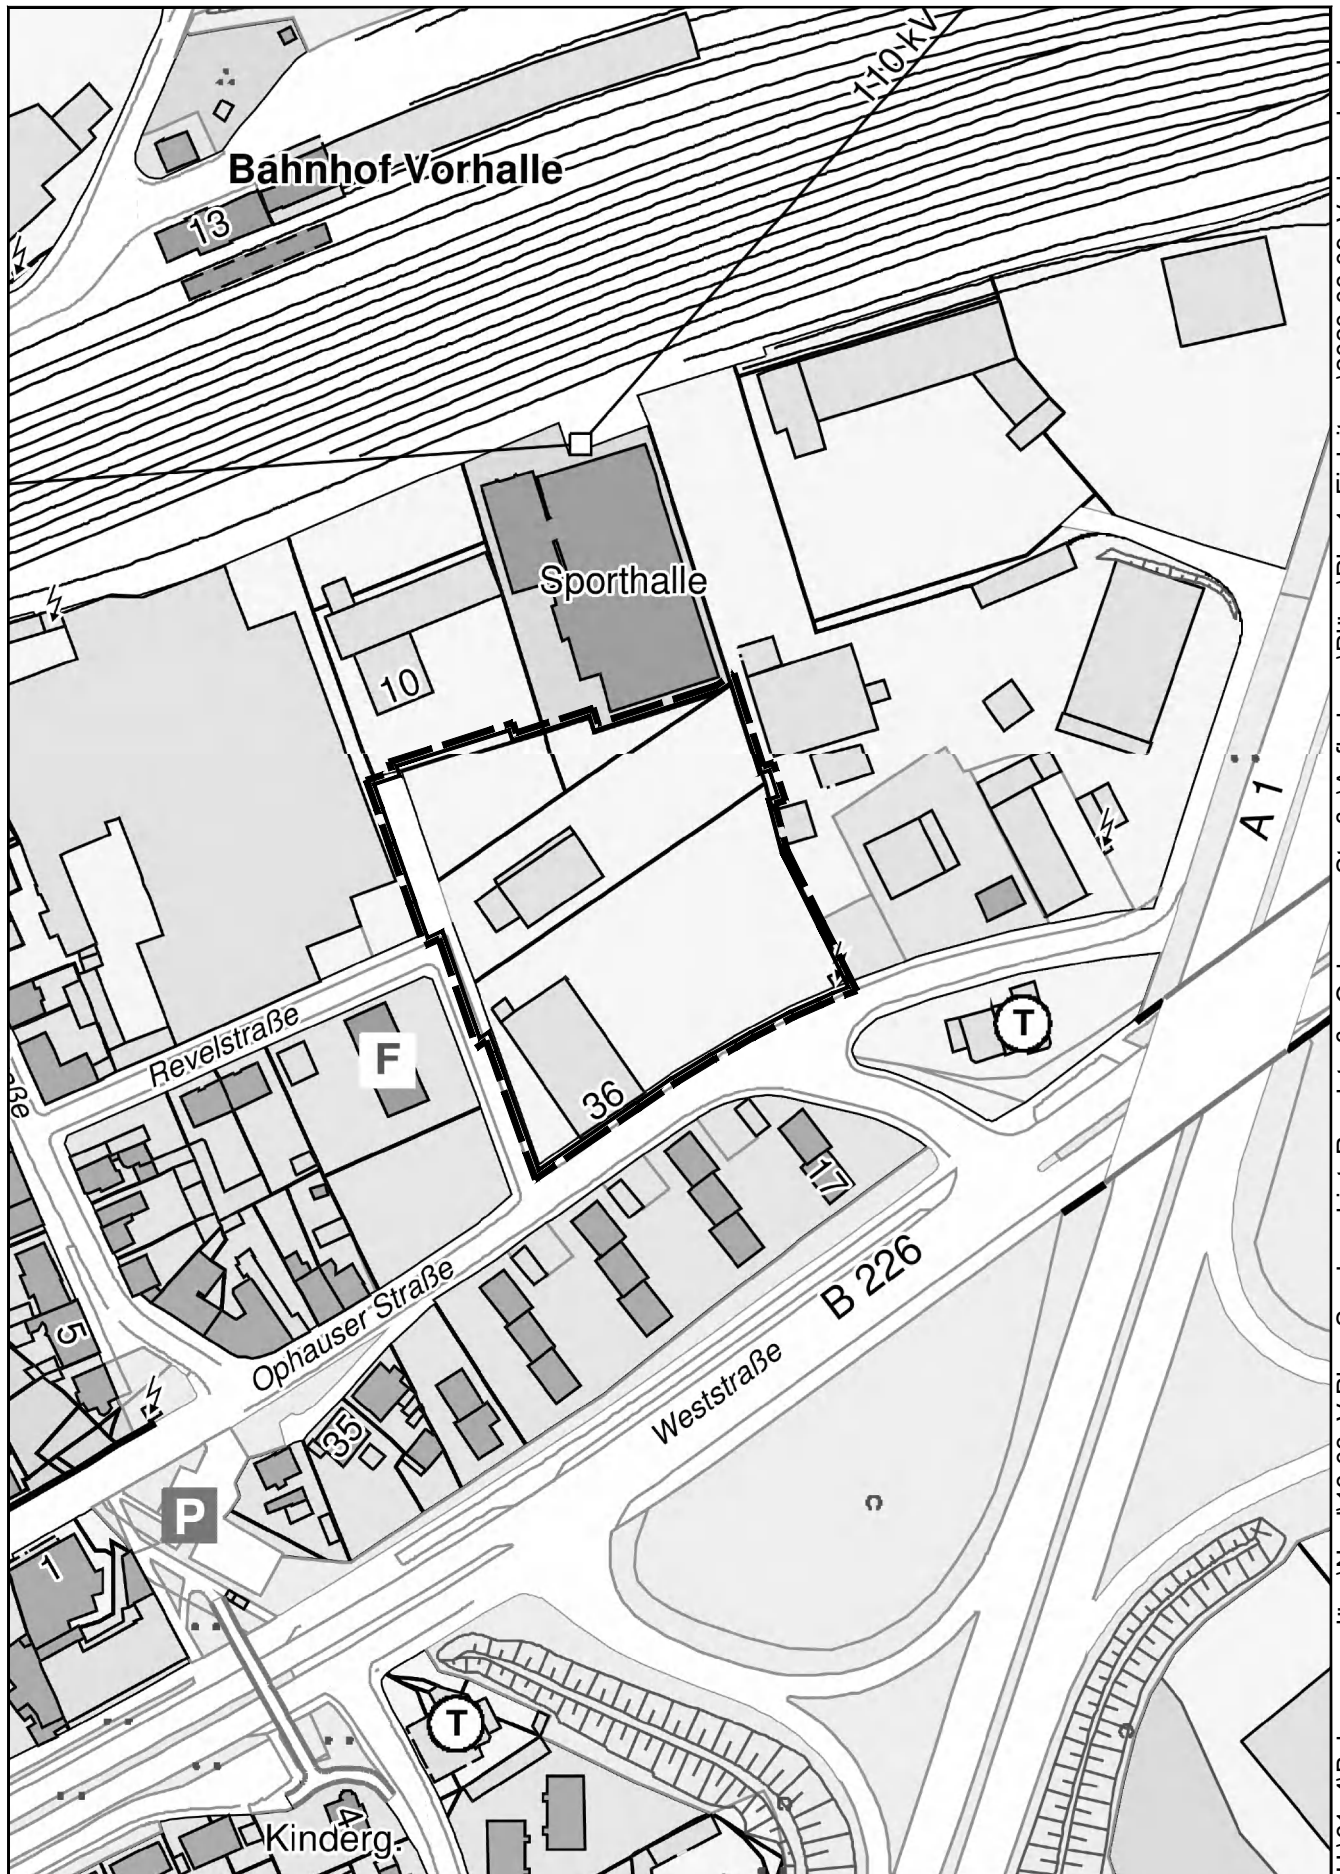 110 kV
Bahnhof Vorhalle
13
Sporthalle
10
A 1
T
Revelstraße
F
36
ße
17
B 226
5
Ophauser Straße
Weststraße
35
P
1
T
4
Kinderg.